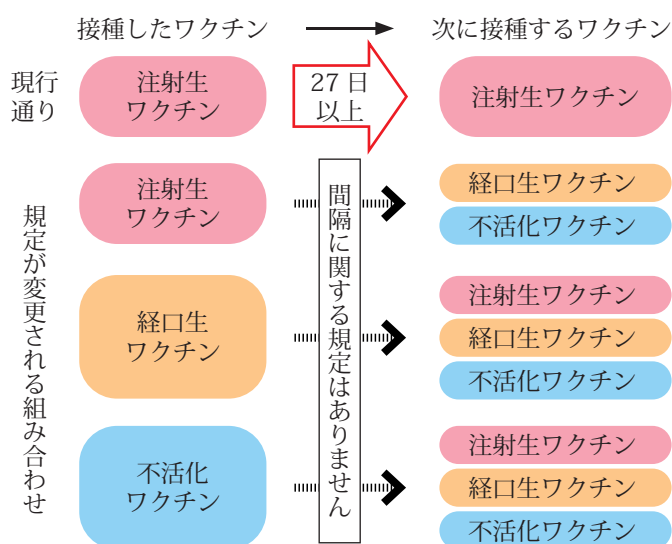 接種したワクチン
次に接種するワクチン
現行
通り
注射生
ワクチン
27 日
以上
注射生ワクチン
規定が変更される組み合わせ
注射生
ワクチン
間隔に関する規定はありません
経口生ワクチン
不活化ワクチン
経口生
ワクチン
注射生ワクチン
経口生ワクチン
不活化ワクチン
不活化
ワクチン
注射生ワクチン
経口生ワクチン
不活化ワクチン